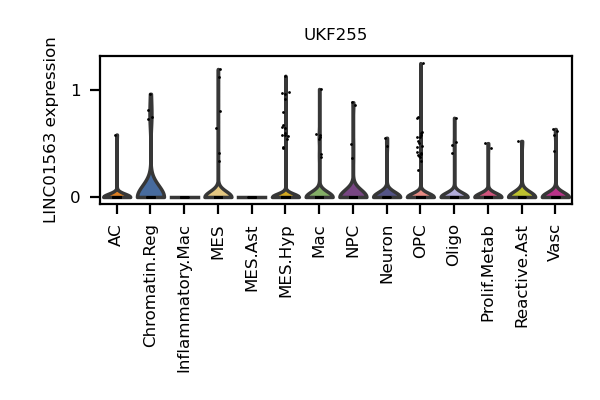 UKF255
LINC01563 expression
1
0
AC
Chromatin.Reg
Inflammatory.Mac
MES
MES.Ast
MES.Hyp
Mac
NPC
Neuron
OPC
Oligo
Prolif.Metab
Reactive.Ast
Vasc